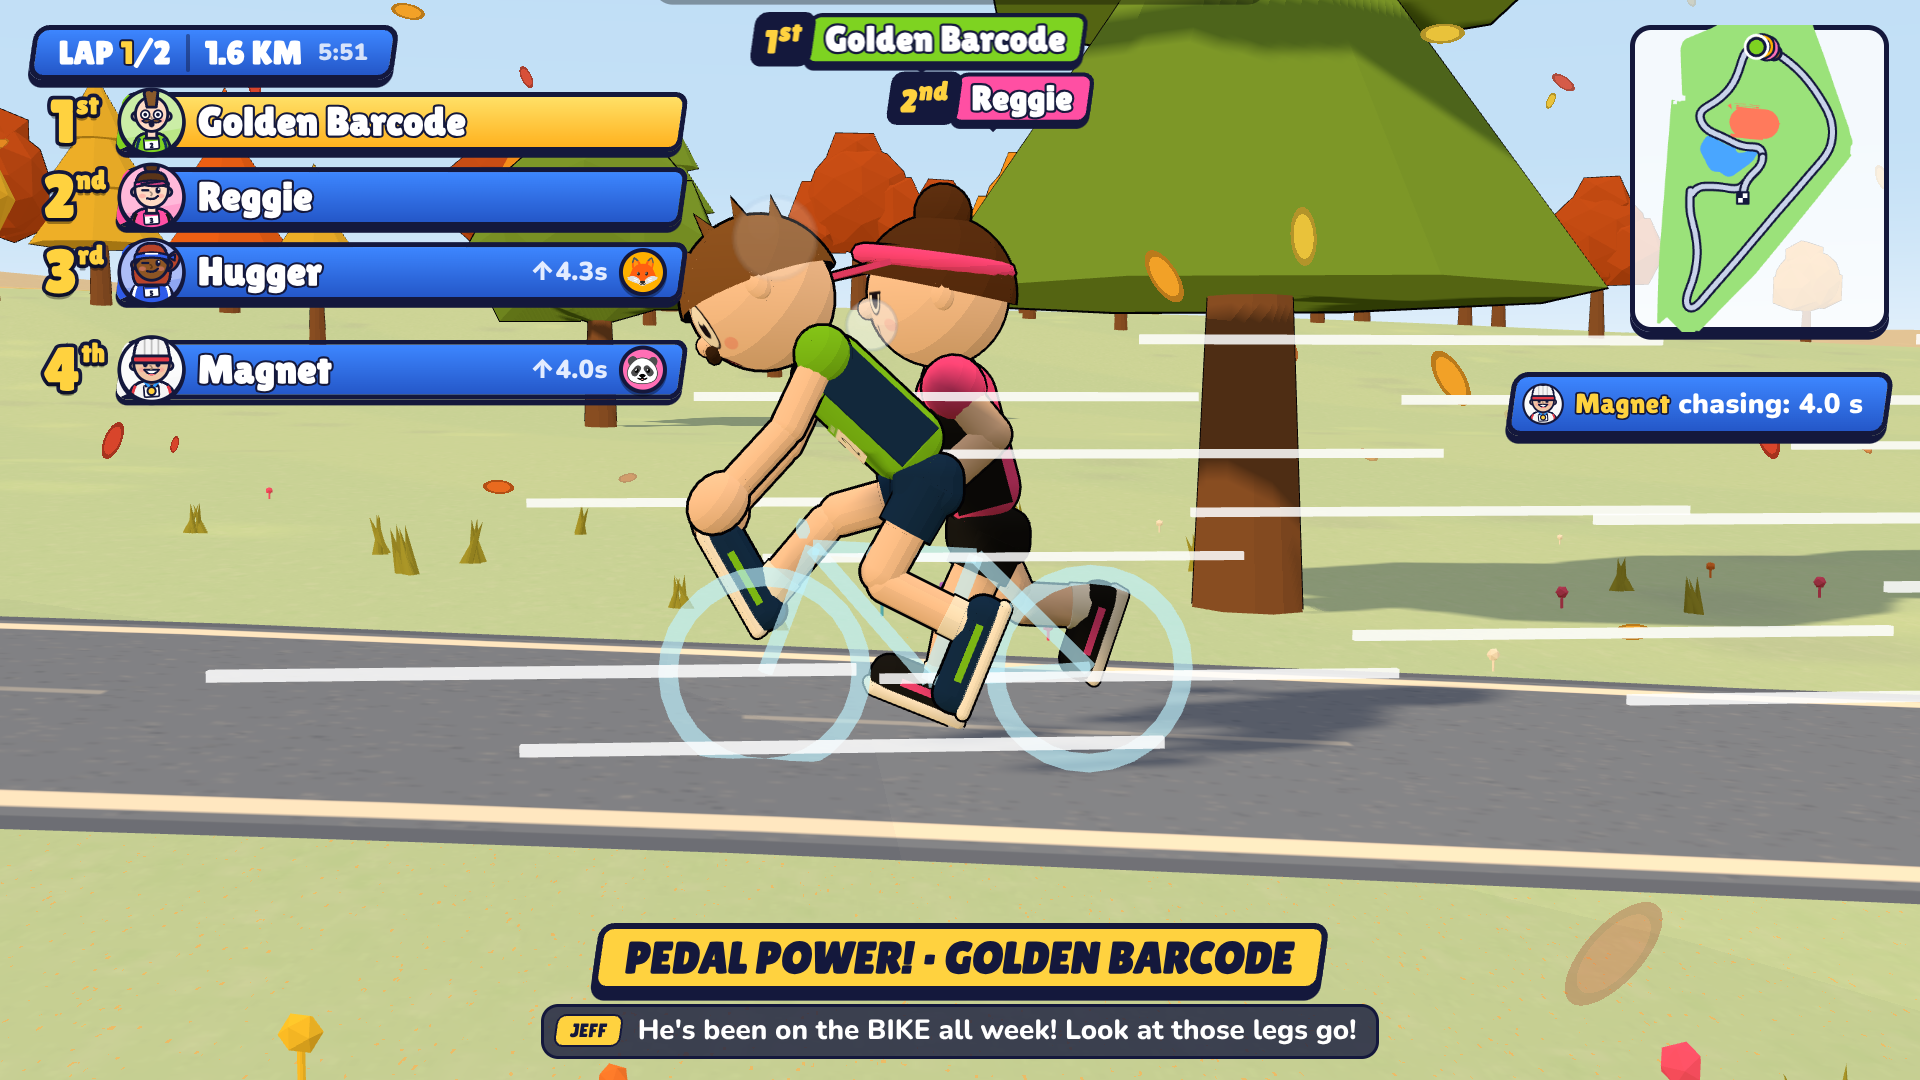 LAP 1/2 1.6 KM 5:51
1st Golden Barcode
2nd Reggie
1st Golden Barcode
2nd Reggie
3rd Hugger ↑4.3s
4th Magnet ↑4.0s
Magnet chasing: 4.0 s
PEDAL POWER! · GOLDEN BARCODE
JEFF He's been on the BIKE all week! Look at those legs go!